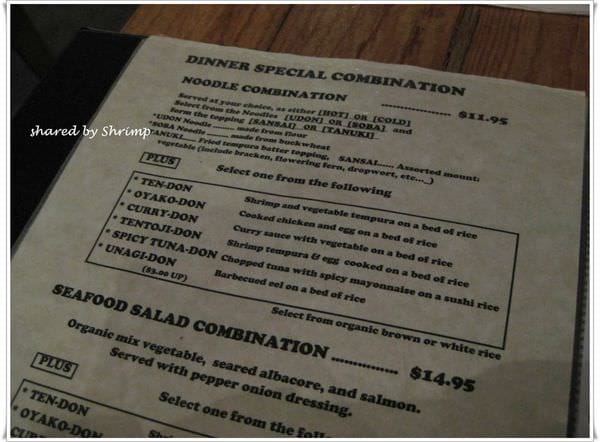 DINNER SPECIAL COMBINATION
NOODLE COMBINATION .................. $11.95
Served at your choice, as either [HOT] OR [COLD]
Select from the Noodles [UDON] OR [SOBA] and
form the topping [SANSAI] OR [TANUKI]
*UDON Noodle ........ made from flour
*SOBA Noodle ........ made from buckwheat
*TANUKI..... Fried tempura batter topping, SANSAI...... Assorted mount:
vegetable (include bracken, flowering fern, dropwort, etc...,)
shared by Shrimp
PLUS Select one from the following
* TEN-DON Shrimp and vegetable tempura on a bed of rice
* OYAKO-DON Cooked chicken and egg on a bed of rice
* CURRY-DON Curry sauce with vegetable on a bed of rice
* TENTOJI-DON Shrimp tempura & egg cooked on a bed of rice
* SPICY TUNA-DON Chopped tuna with spicy mayonnaise on a sushi rice
* UNAGI-DON Barbecued eel on a bed of rice
($3.00 UP)
Select from organic brown or white rice
SEAFOOD SALAD COMBINATION ............... $14.95
Organic mix vegetable, seared albacore, and salmon.
Served with pepper onion dressing.
PLUS Select one from the
* TEN-DON
* OYAKO-DON